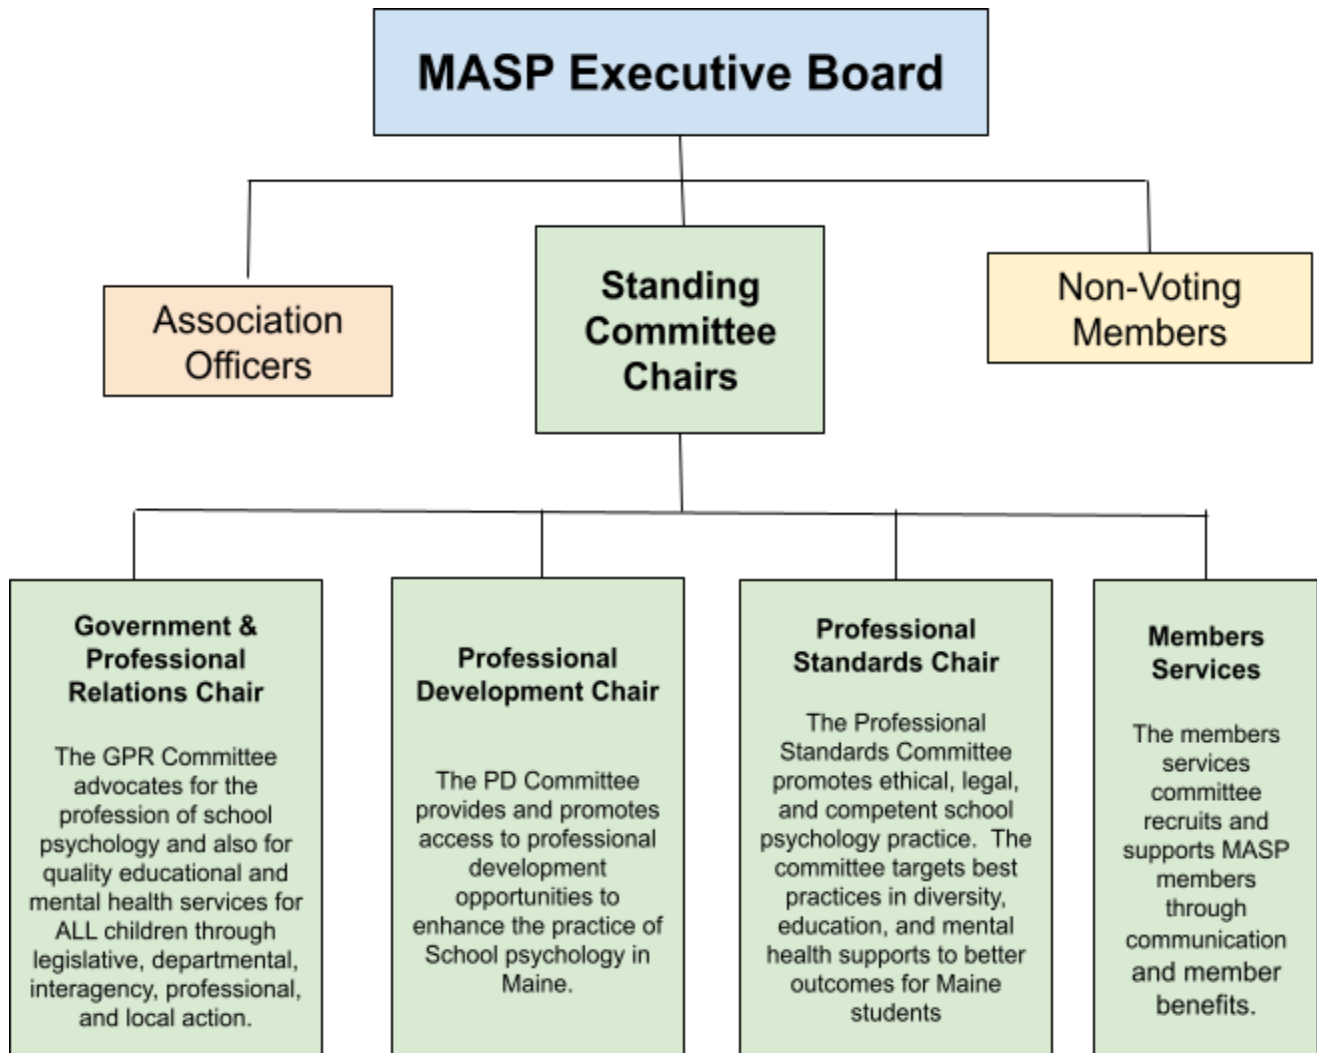 MASP Executive Board
Association
Officers
Standing
Committee
Chairs
Non-Voting
Members
Government &
Professional
Relations Chair
The GPR Committee
advocates for the
profession of school
psychology and also for
quality educational and
mental health services for
ALL children through
legislative, departmental,
interagency, professional,
and local action.
Professional
Development Chair
The PD Committee
provides and promotes
access to professional
development
opportunities to
enhance the practice of
School psychology in
Maine.
Professional
Standards Chair
The Professional
Standards Committee
promotes ethical, legal,
and competent school
psychology practice.  The
committee targets best
practices in diversity,
education, and mental
health supports to better
outcomes for Maine
students
Members
Services
The members
services
committee
recruits and
supports MASP
members
through
communication
and member
benefits.